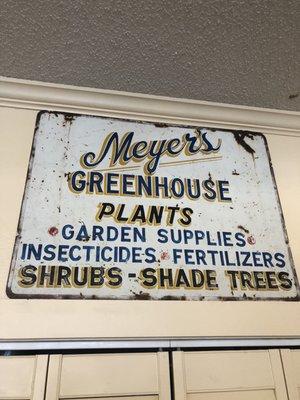 Meyer's
GREENHOUSE
PLANTS
GARDEN SUPPLIES
INSECTICIDES · FERTILIZERS
SHRUBS - SHADE TREES